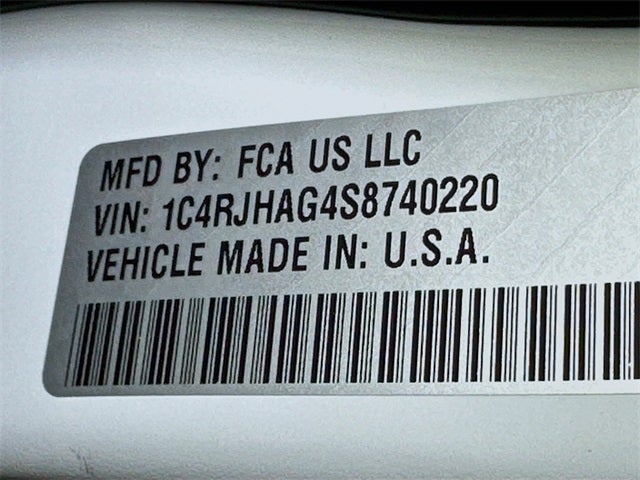 MFD BY: FCA US LLC
VIN: 1C4RJHAG4S8740220
VEHICLE MADE IN: U.S.A.